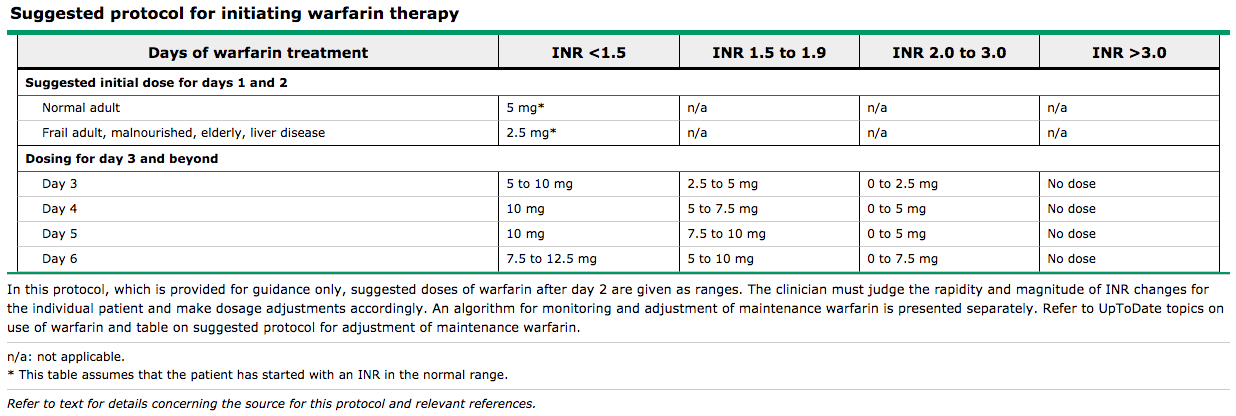 Suggested protocol for initiating warfarin therapy
Days of warfarin treatment INR <1.5 INR 1.5 to 1.9 INR 2.0 to 3.0 INR >3.0
Suggested initial dose for days 1 and 2
Normal adult 5 mg* n/a n/a n/a
Frail adult, malnourished, elderly, liver disease 2.5 mg* n/a n/a n/a
Dosing for day 3 and beyond
Day 3 5 to 10 mg 2.5 to 5 mg 0 to 2.5 mg No dose
Day 4 10 mg 5 to 7.5 mg 0 to 5 mg No dose
Day 5 10 mg 7.5 to 10 mg 0 to 5 mg No dose
Day 6 7.5 to 12.5 mg 5 to 10 mg 0 to 7.5 mg No dose
In this protocol, which is provided for guidance only, suggested doses of warfarin after day 2 are given as ranges. The clinician must judge the rapidity and magnitude of INR changes for
the individual patient and make dosage adjustments accordingly. An algorithm for monitoring and adjustment of maintenance warfarin is presented separately. Refer to UpToDate topics on
use of warfarin and table on suggested protocol for adjustment of maintenance warfarin.
n/a: not applicable.
* This table assumes that the patient has started with an INR in the normal range.
Refer to text for details concerning the source for this protocol and relevant references.